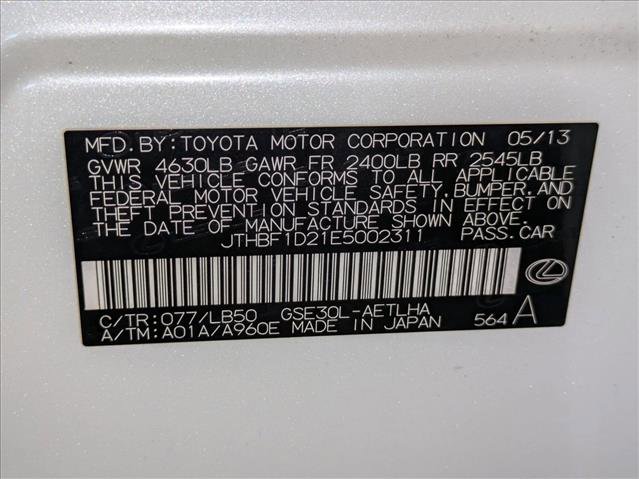 MFD.BY:TOYOTA MOTOR CORPORATION 05/13
GVWR 4630LB GAWR FR 2400LB RR 2545LB
THIS VEHICLE CONFORMS TO ALL APPLICABLE
FEDERAL MOTOR VEHICLE SAFETY,BUMPER,AND
THEFT PREVENTION STANDARDS IN EFFECT ON
THE DATE OF MANUFACTURE SHOWN ABOVE.
JTHBF1D21E5002311 PASS.CAR
C/TR:077/LB50 GSE30L-AETLHA
A/TM:A01A/A960E MADE IN JAPAN 564 A